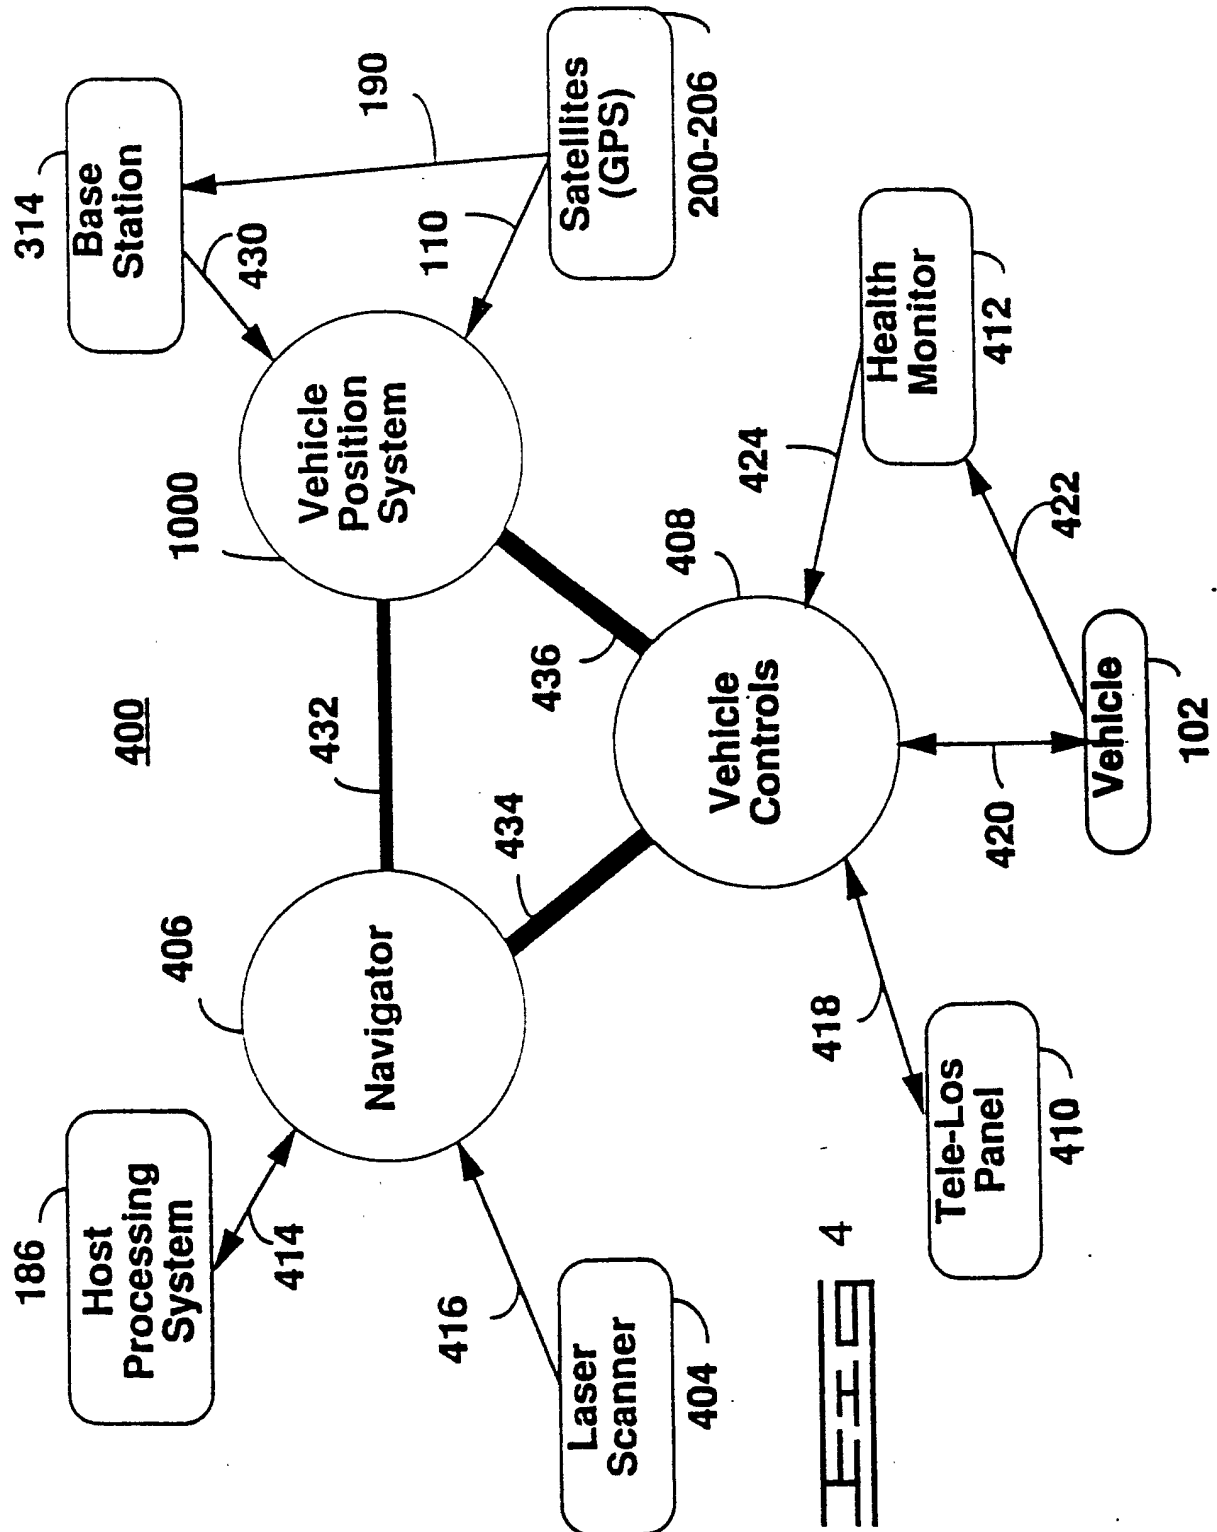 400
186
Host
Processing
System
414
406
Navigator
432
1000
Vehicle
Position
System
314
Base
Station
430
190
110
Satellites
(GPS)
200-206
416
Laser
Scanner
404
434
436
408
Vehicle
Controls
424
Health
Monitor
412
422
418
Tele-Los
Panel
410
420
Vehicle
102
FIG 4